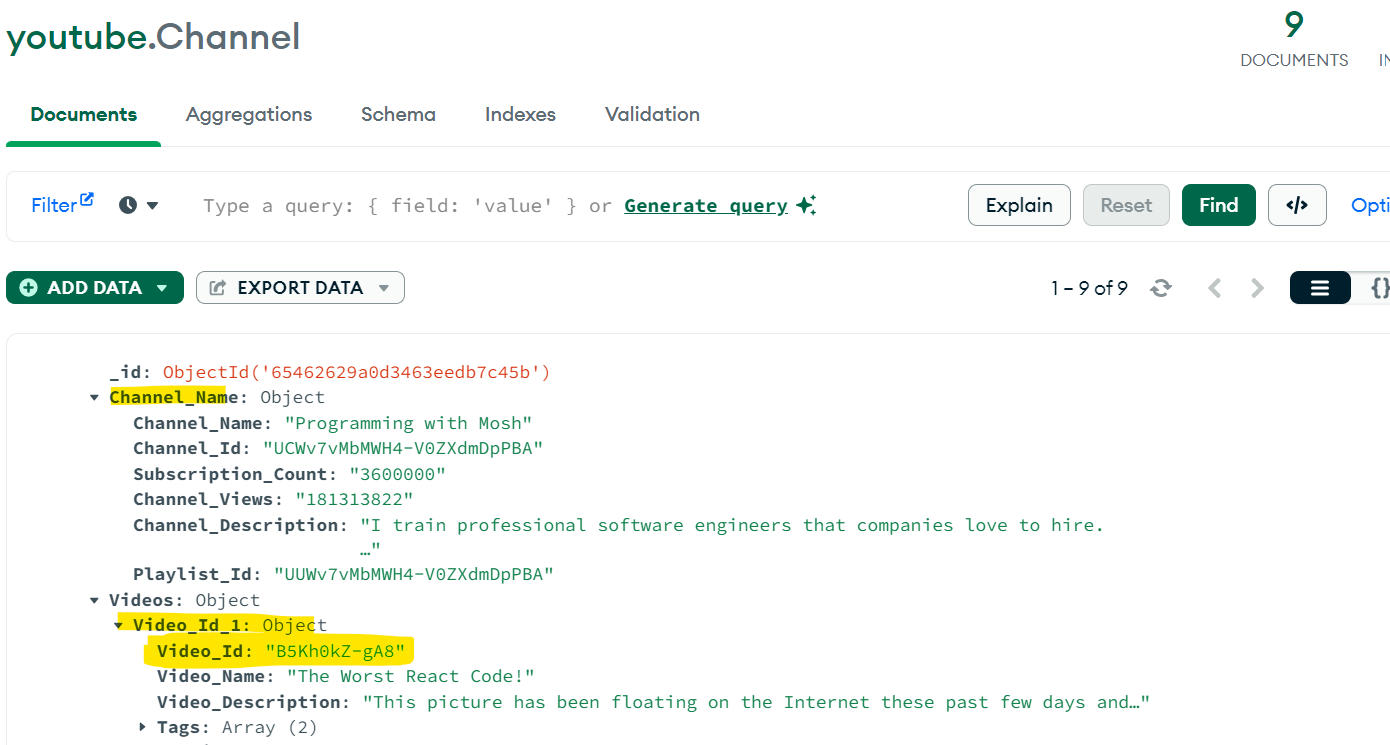 youtube.Channel
9
DOCUMENTS
IN
Documents Aggregations Schema Indexes Validation
Filter Type a query: { field: 'value' } or Generate query Explain Reset Find </> Opti
ADD DATA EXPORT DATA 1 – 9 of 9 {}
_id: ObjectId('65462629a0d3463eedb7c45b')
Channel_Name: Object
Channel_Name: "Programming with Mosh"
Channel_Id: "UCWv7vMbMWH4-V0ZXdmDpPBA"
Subscription_Count: "3600000"
Channel_Views: "181313822"
Channel_Description: "I train professional software engineers that companies love to hire.
…"
Playlist_Id: "UUWv7vMbMWH4-V0ZXdmDpPBA"
Videos: Object
Video_Id_1: Object
Video_Id: "B5Kh0kZ-gA8"
Video_Name: "The Worst React Code!"
Video_Description: "This picture has been floating on the Internet these past few days and…"
Tags: Array (2)